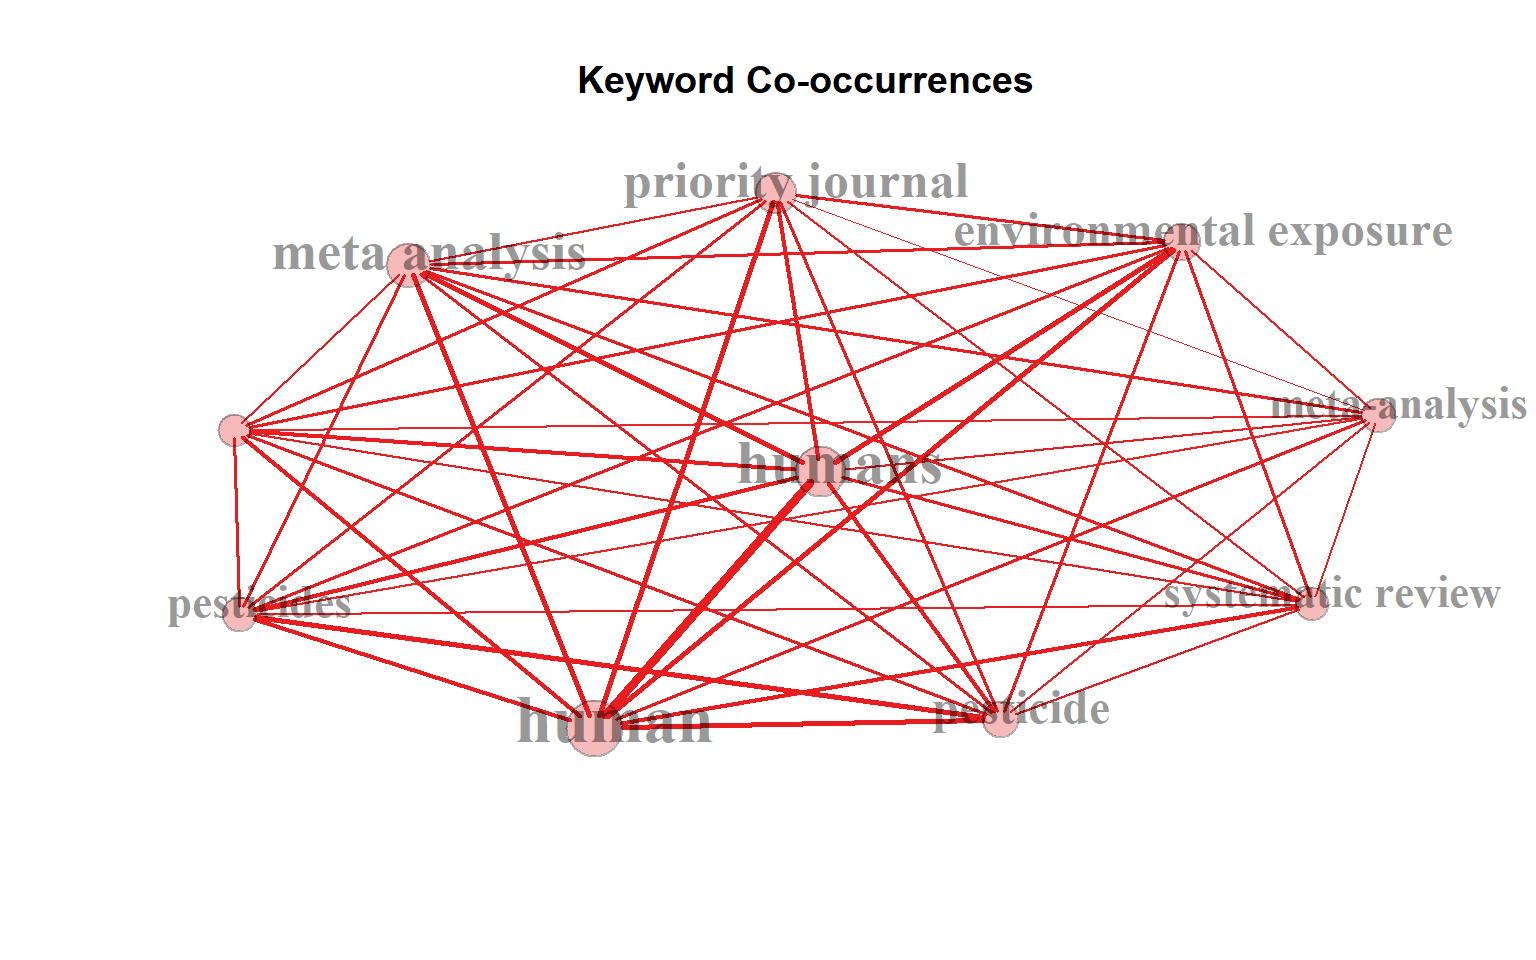 Keyword Co-occurrences
priority journal
environmental exposure
meta analysis
meta-analysis
humans
systematic review
pesticides
pesticide
human